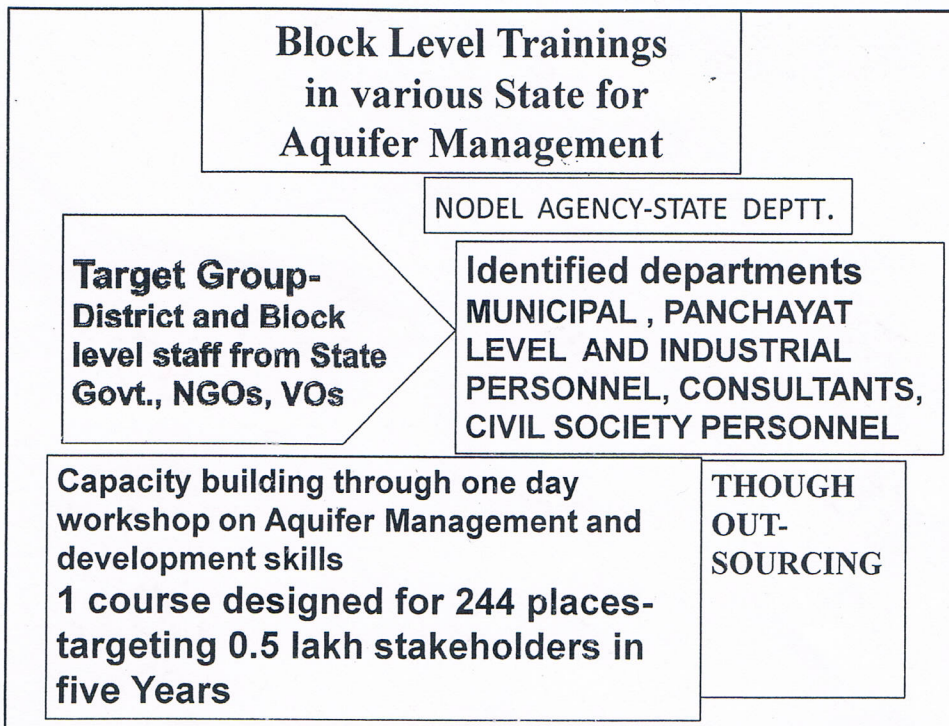 Block Level Trainings
in various State for
Aquifer Management
NODEL AGENCY-STATE DEPTT.
Target Group-
District and Block
level staff from State
Govt., NGOs, VOs
Identified departments
MUNICIPAL , PANCHAYAT
LEVEL AND INDUSTRIAL
PERSONNEL, CONSULTANTS,
CIVIL SOCIETY PERSONNEL
Capacity building through one day
workshop on Aquifer Management and
development skills
1 course designed for 244 places-
targeting 0.5 lakh stakeholders in
five Years
THOUGH
OUT-
SOURCING